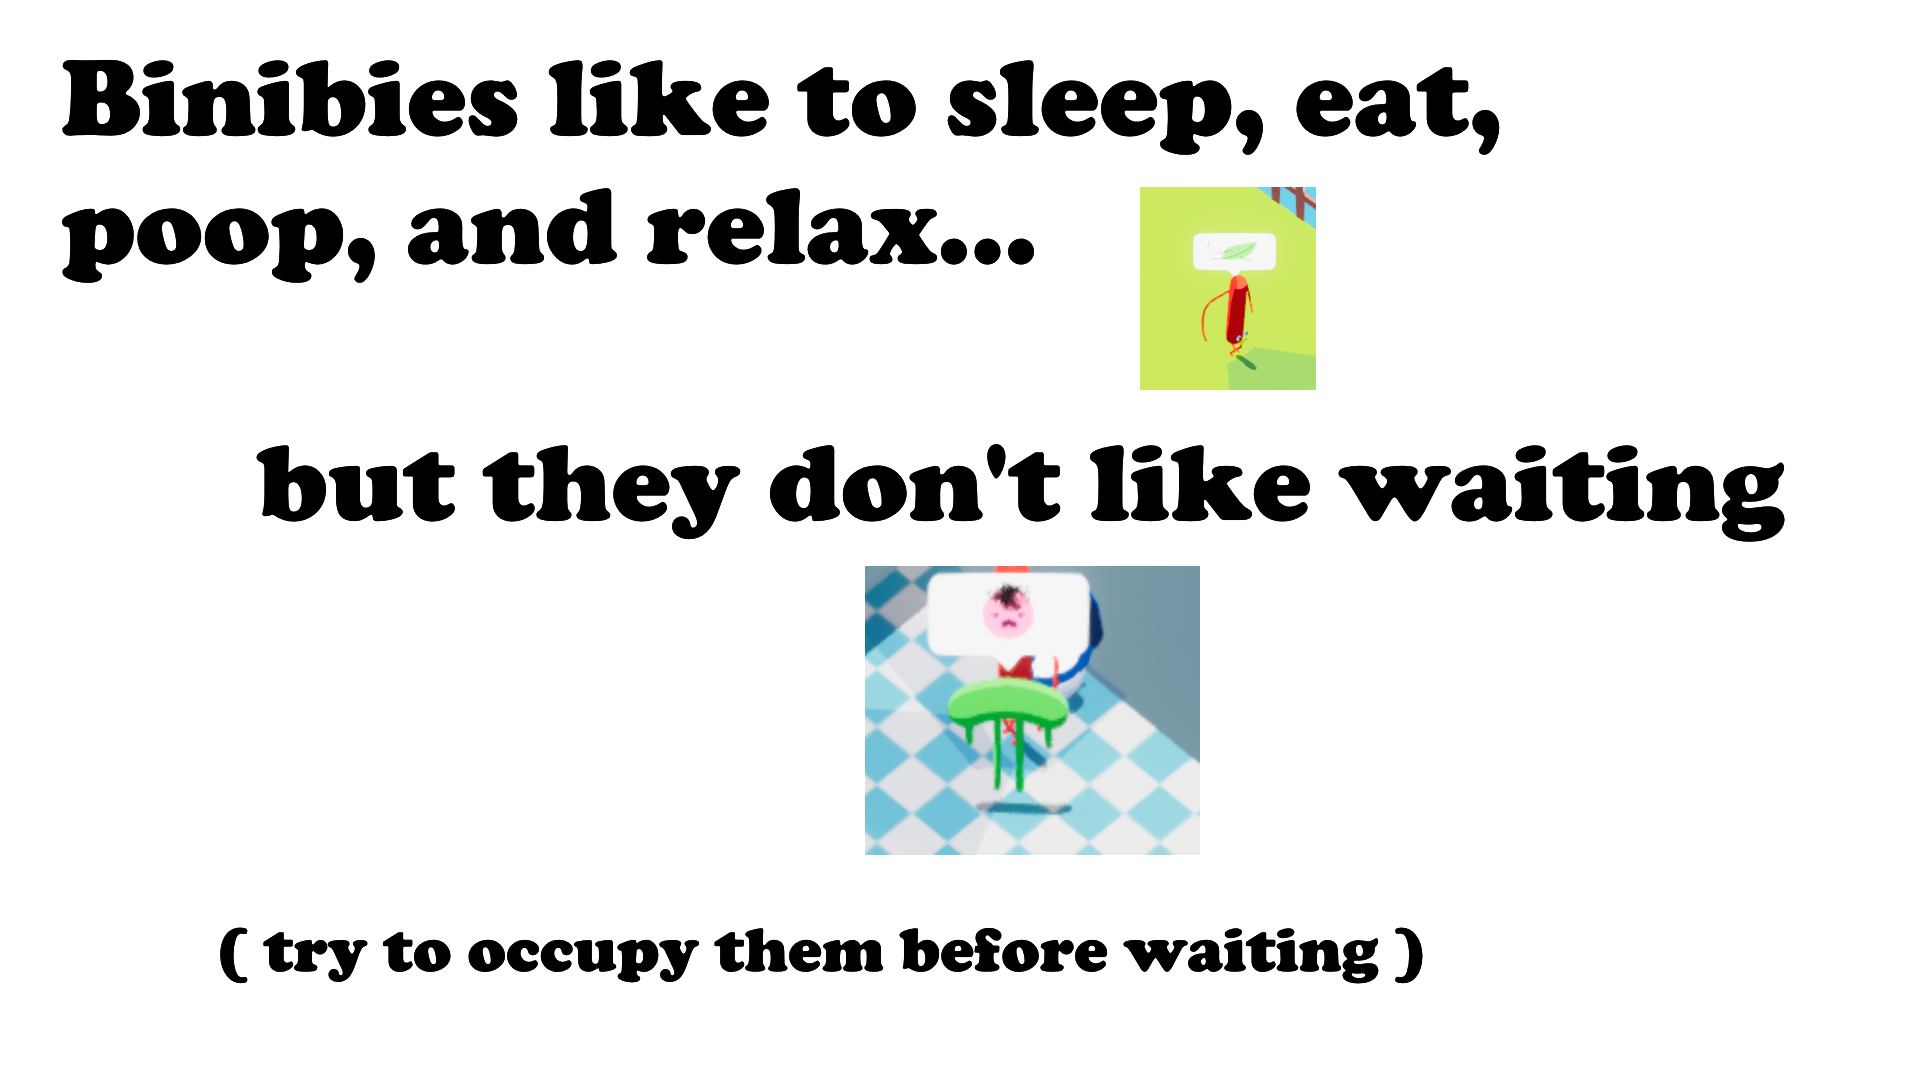 Binibies like to sleep, eat,
poop, and relax...
but they don't like waiting
( try to occupy them before waiting )